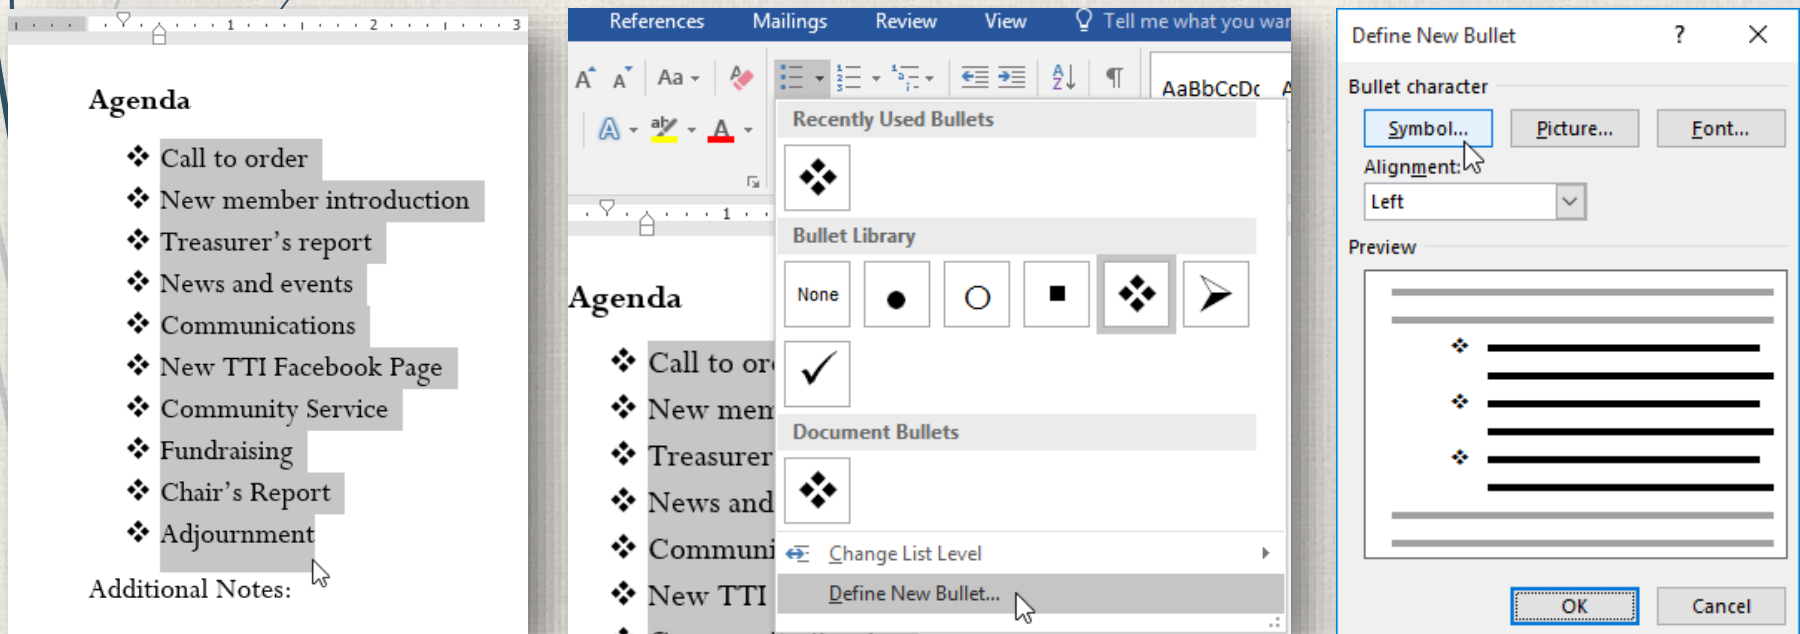 1 2 3
Agenda
❖ Call to order
❖ New member introduction
❖ Treasurer’s report
❖ News and events
❖ Communications
❖ New TTI Facebook Page
❖ Community Service
❖ Fundraising
❖ Chair’s Report
❖ Adjournment
Additional Notes:
References Mailings Review View Tell me what you war
Aa
AaBbCcDc A
1
Agenda
❖ Call to or
❖ New mem
❖ Treasurer
❖ News and
❖ Communi
❖ New TTI
Recently Used Bullets
Bullet Library
None
Document Bullets
Change List Level
Define New Bullet...
Define New Bullet ? ×
Bullet character
Symbol... Picture... Font...
Alignment:
Left
Preview
OK Cancel